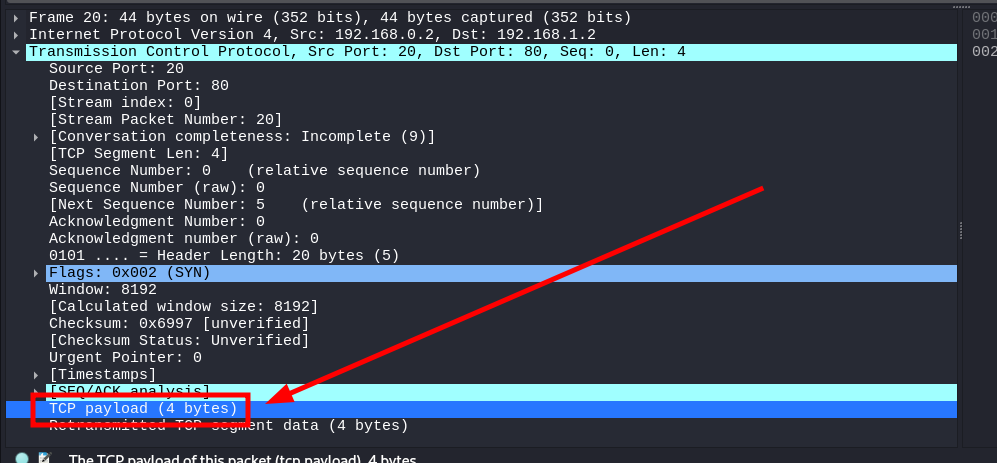 Frame 20: 44 bytes on wire (352 bits), 44 bytes captured (352 bits)
Internet Protocol Version 4, Src: 192.168.0.2, Dst: 192.168.1.2
Transmission Control Protocol, Src Port: 20, Dst Port: 80, Seq: 0, Len: 4
Source Port: 20
Destination Port: 80
[Stream index: 0]
[Stream Packet Number: 20]
[Conversation completeness: Incomplete (9)]
[TCP Segment Len: 4]
Sequence Number: 0    (relative sequence number)
Sequence Number (raw): 0
[Next Sequence Number: 5    (relative sequence number)]
Acknowledgment Number: 0
Acknowledgment number (raw): 0
0101 .... = Header Length: 20 bytes (5)
Flags: 0x002 (SYN)
Window: 8192
[Calculated window size: 8192]
Checksum: 0x6997 [unverified]
[Checksum Status: Unverified]
Urgent Pointer: 0
[Timestamps]
[SEQ/ACK analysis]
TCP payload (4 bytes)
Retransmitted TCP segment data (4 bytes)
The TCP payload of this packet (tcp.payload), 4 bytes
000
001
002